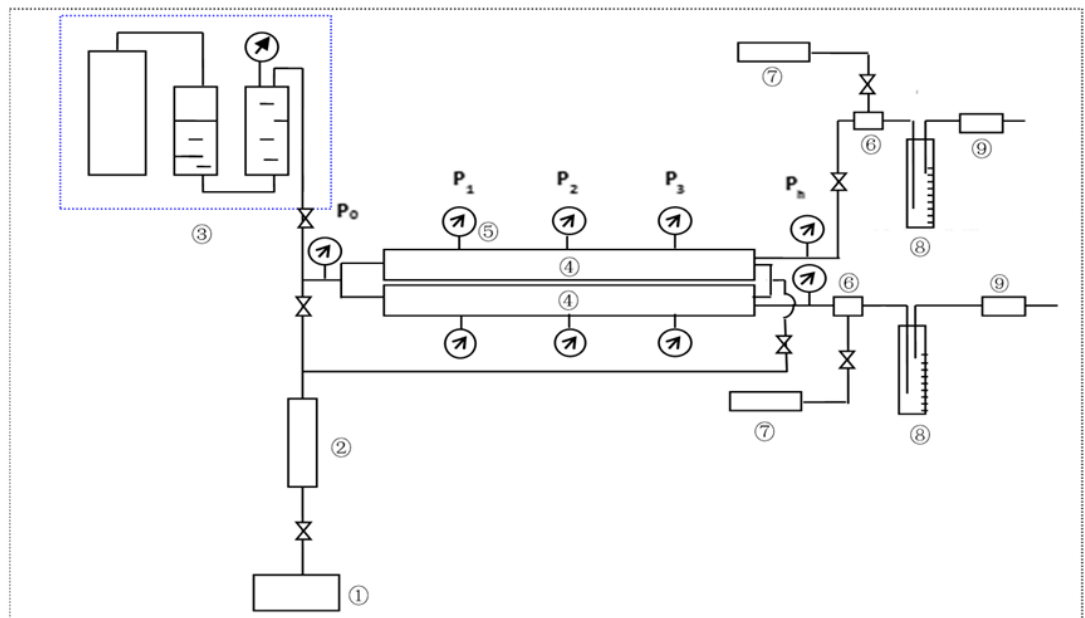 ⑦
⑥
⑨
P₁
P₂
P₃
Pₕ
P₀
⑤
③
⑧
④
④
⑥
⑨
⑦
⑧
②
①